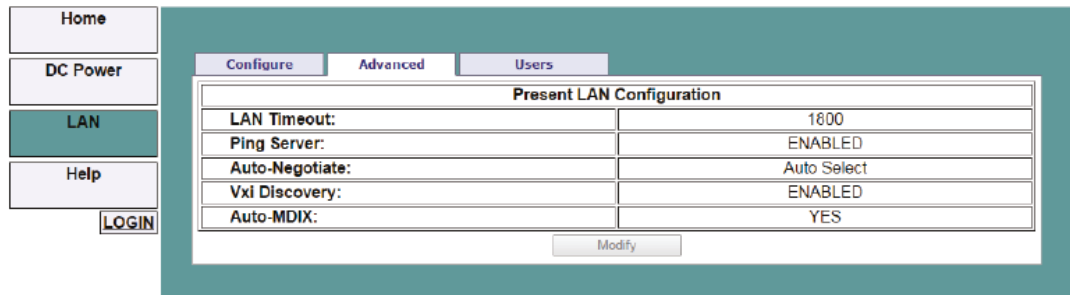 Home
DC Power
LAN
Help
LOGIN
Configure Advanced Users
Present LAN Configuration
LAN Timeout: 1800
Ping Server: ENABLED
Auto-Negotiate: Auto Select
Vxi Discovery: ENABLED
Auto-MDIX: YES
Modify